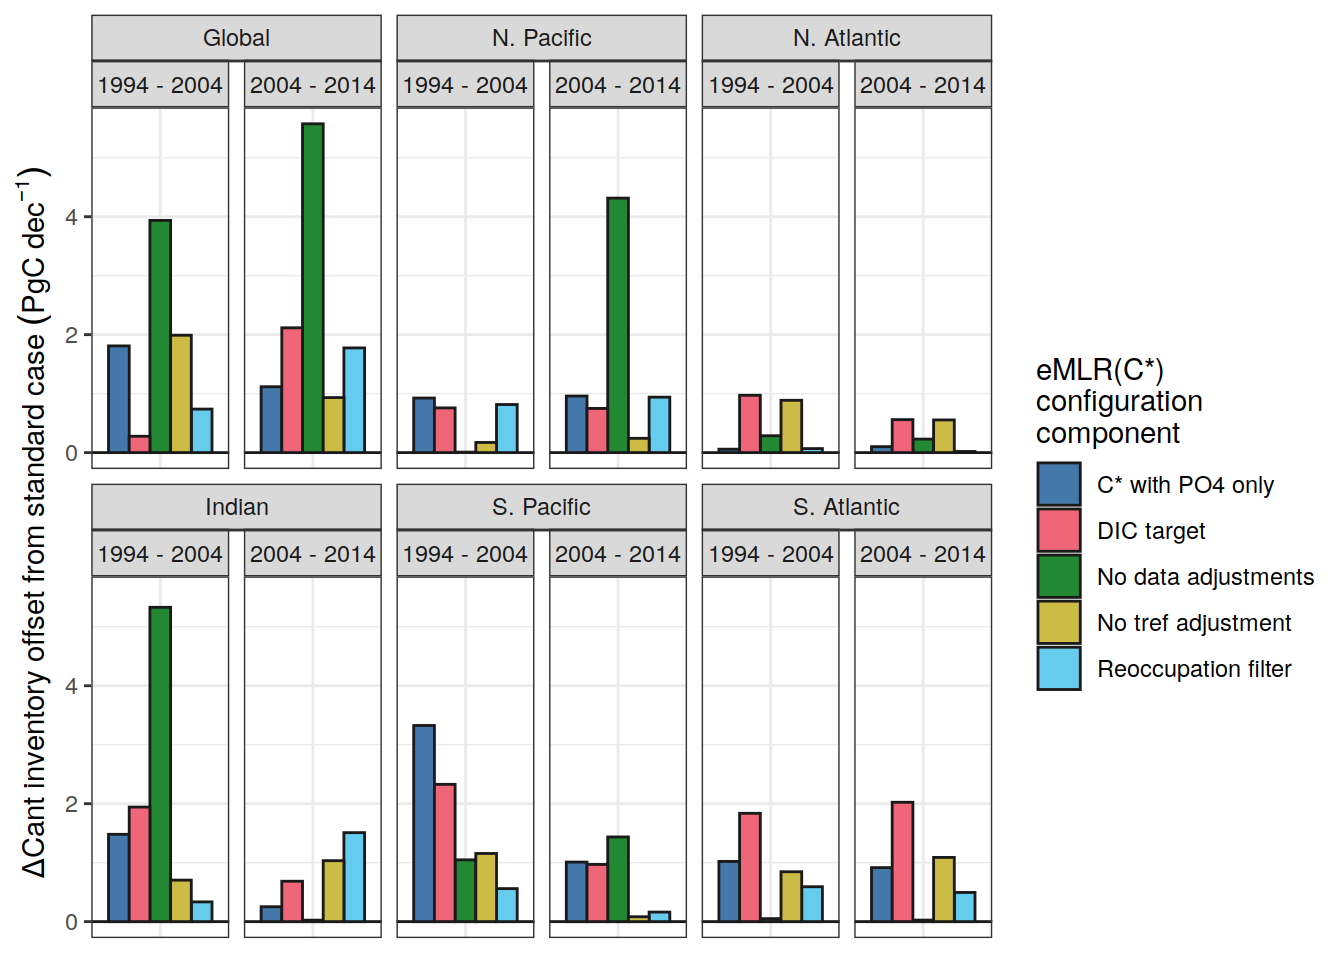 Global
N. Pacific
N. Atlantic
1994 - 2004
2004 - 2014
1994 - 2004
2004 - 2014
1994 - 2004
2004 - 2014
4
2
0
Indian
S. Pacific
S. Atlantic
1994 - 2004
2004 - 2014
1994 - 2004
2004 - 2014
1994 - 2004
2004 - 2014
4
2
0
ΔCant inventory offset from standard case (PgC dec⁻¹)
eMLR(C*)
configuration
component
C* with PO4 only
DIC target
No data adjustments
No tref adjustment
Reoccupation filter